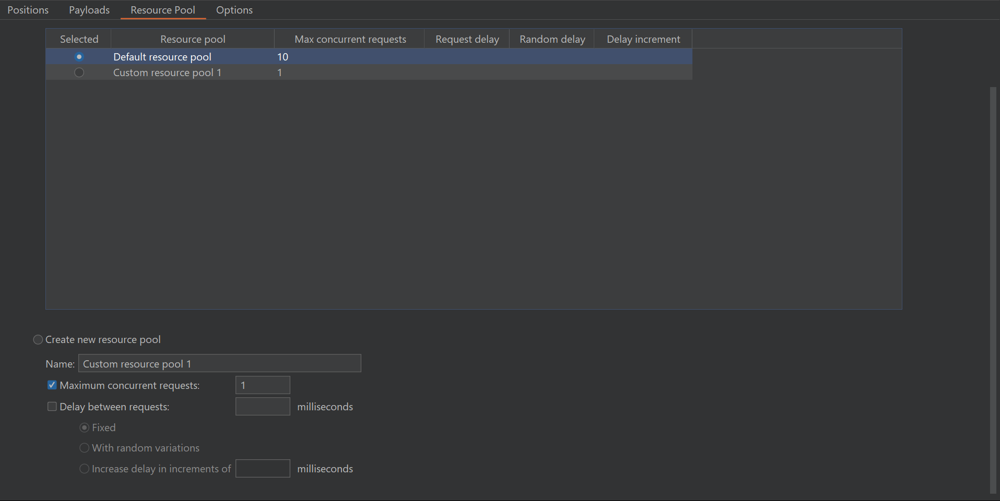 Positions Payloads Resource Pool Options
Selected Resource pool Max concurrent requests Request delay Random delay Delay increment
Default resource pool 10
Custom resource pool 1 1
Create new resource pool
Name: Custom resource pool 1
Maximum concurrent requests: 1
Delay between requests: milliseconds
Fixed
With random variations
Increase delay in increments of milliseconds